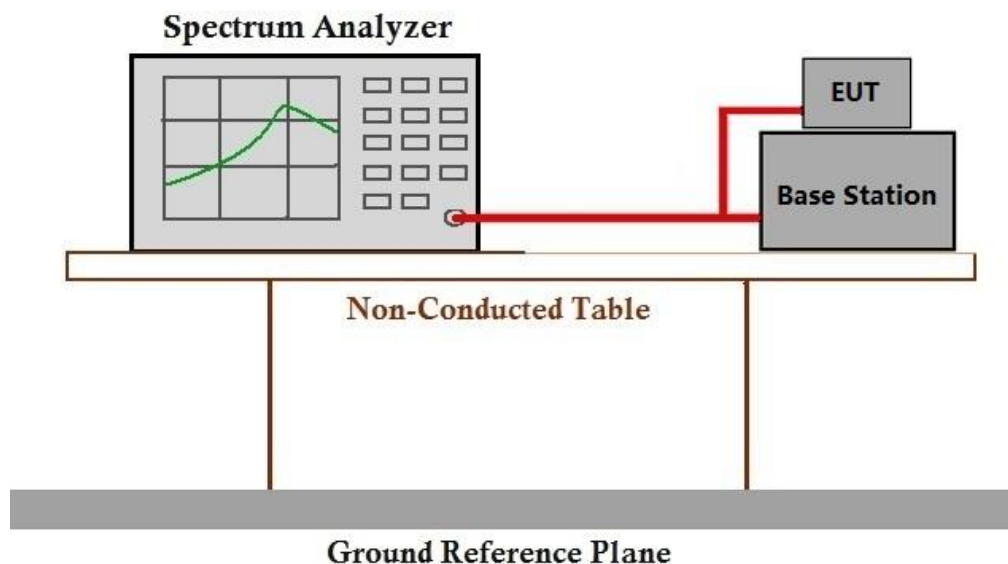 Spectrum Analyzer
EUT
Base Station
Non-Conducted Table
Ground Reference Plane